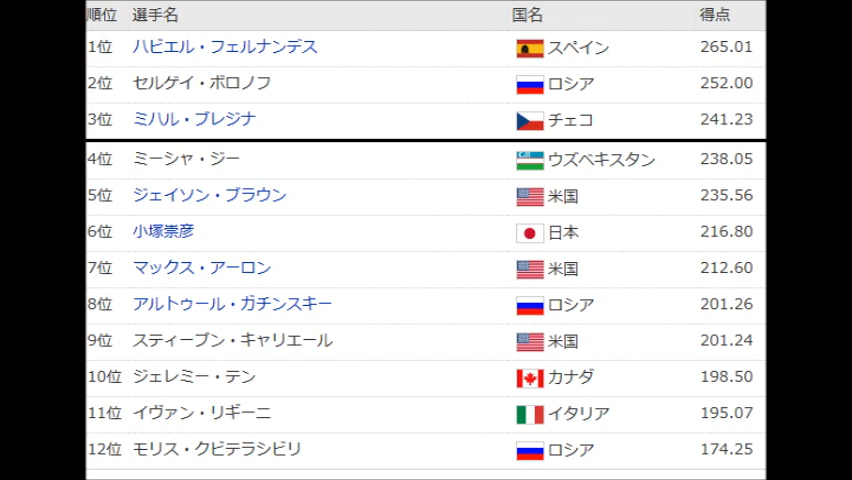 順位 選手名 国名 得点
1位 ハビエル・フェルナンデス スペイン 265.01
2位 セルゲイ・ボロノフ ロシア 252.00
3位 ミハル・ブレジナ チェコ 241.23
4位 ミーシャ・ジー ウズベキスタン 238.05
5位 ジェイソン・ブラウン 米国 235.56
6位 小塚崇彦 日本 216.80
7位 マックス・アーロン 米国 212.60
8位 アルトゥール・ガチンスキー ロシア 201.26
9位 スティーブン・キャリエール 米国 201.24
10位 ジェレミー・テン カナダ 198.50
11位 イヴァン・リギーニ イタリア 195.07
12位 モリス・クビテラシビリ ロシア 174.25